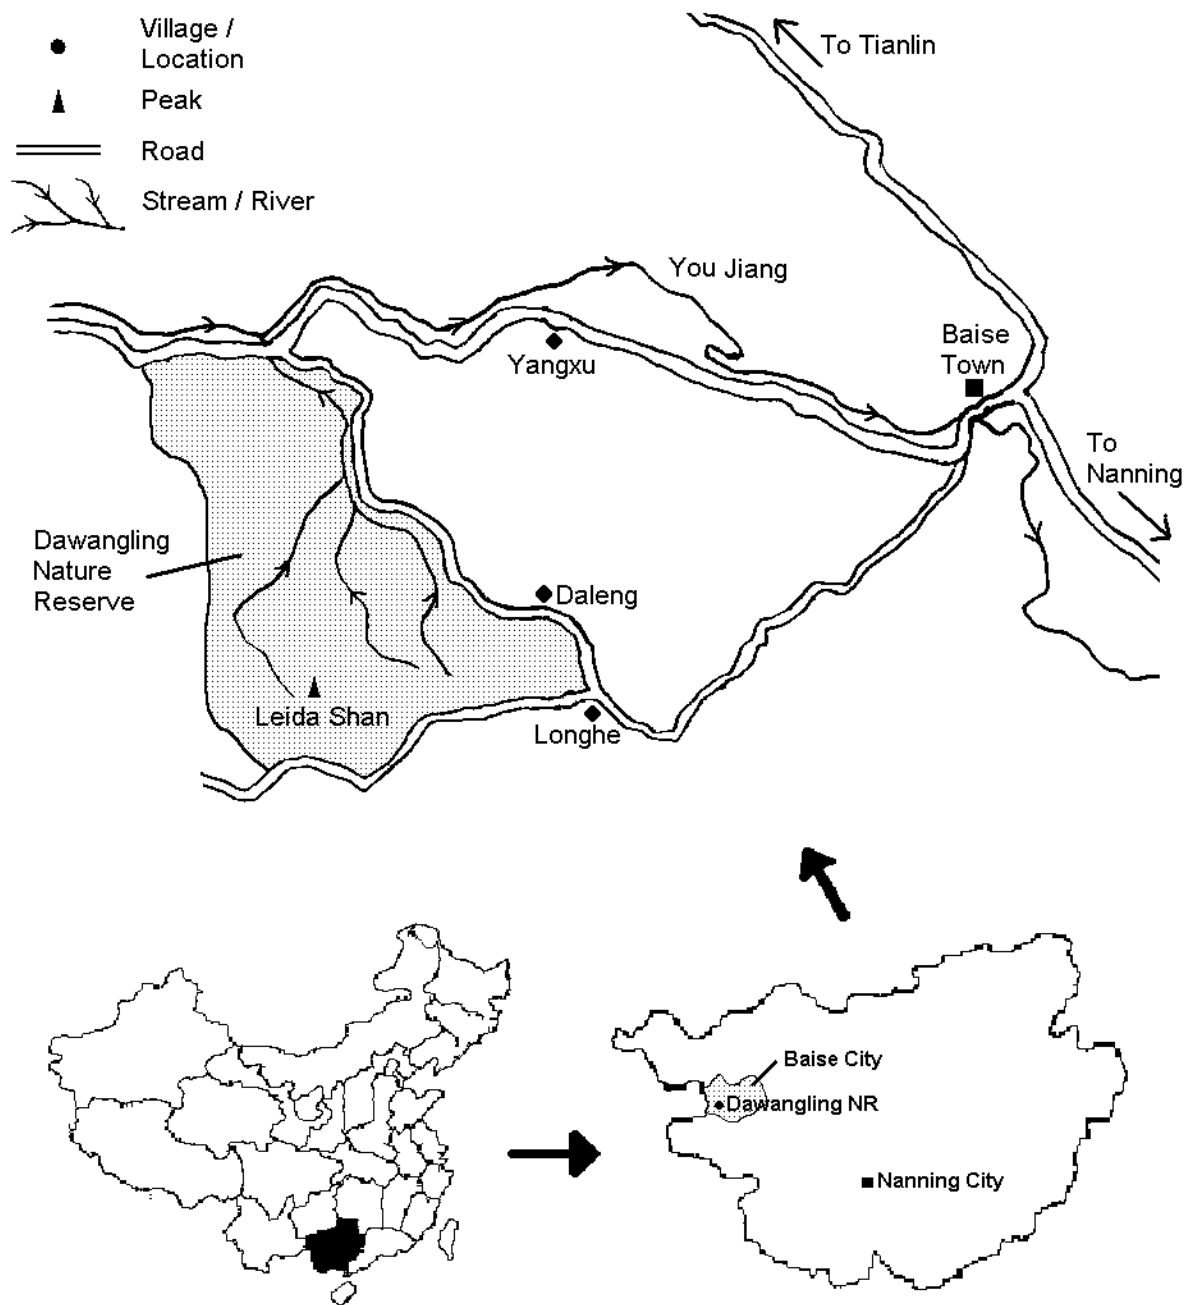 Village /
Location
Peak
Road
Stream / River
To Tianlin
You Jiang
Baise
Town
Yangxu
To
Nanning
Dawangling
Nature
Reserve
Daleng
Leida Shan
Longhe
Baise City
Dawangling NR
Nanning City